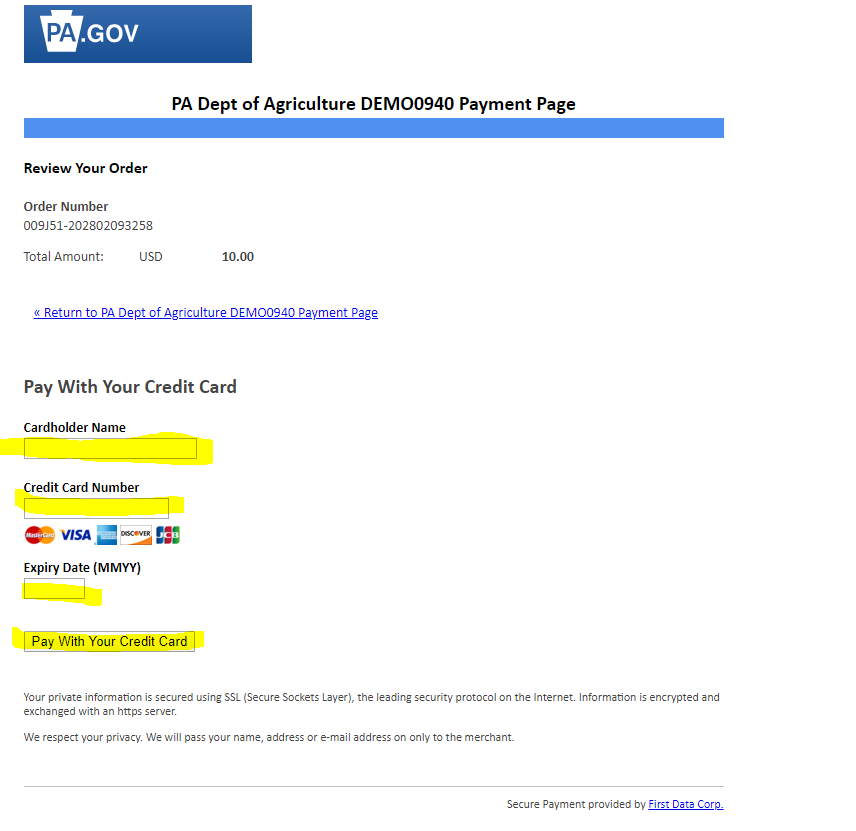 PA.GOV
PA Dept of Agriculture DEMO0940 Payment Page
Review Your Order
Order Number
009J51-202802093258
Total Amount: USD 10.00
« Return to PA Dept of Agriculture DEMO0940 Payment Page
Pay With Your Credit Card
Cardholder Name
Credit Card Number
MasterCard VISA DISCOVER JCB
Expiry Date (MMYY)
Pay With Your Credit Card
Your private information is secured using SSL (Secure Sockets Layer), the leading security protocol on the Internet. Information is encrypted and
exchanged with an https server.
We respect your privacy. We will pass your name, address or e-mail address on only to the merchant.
Secure Payment provided by First Data Corp.